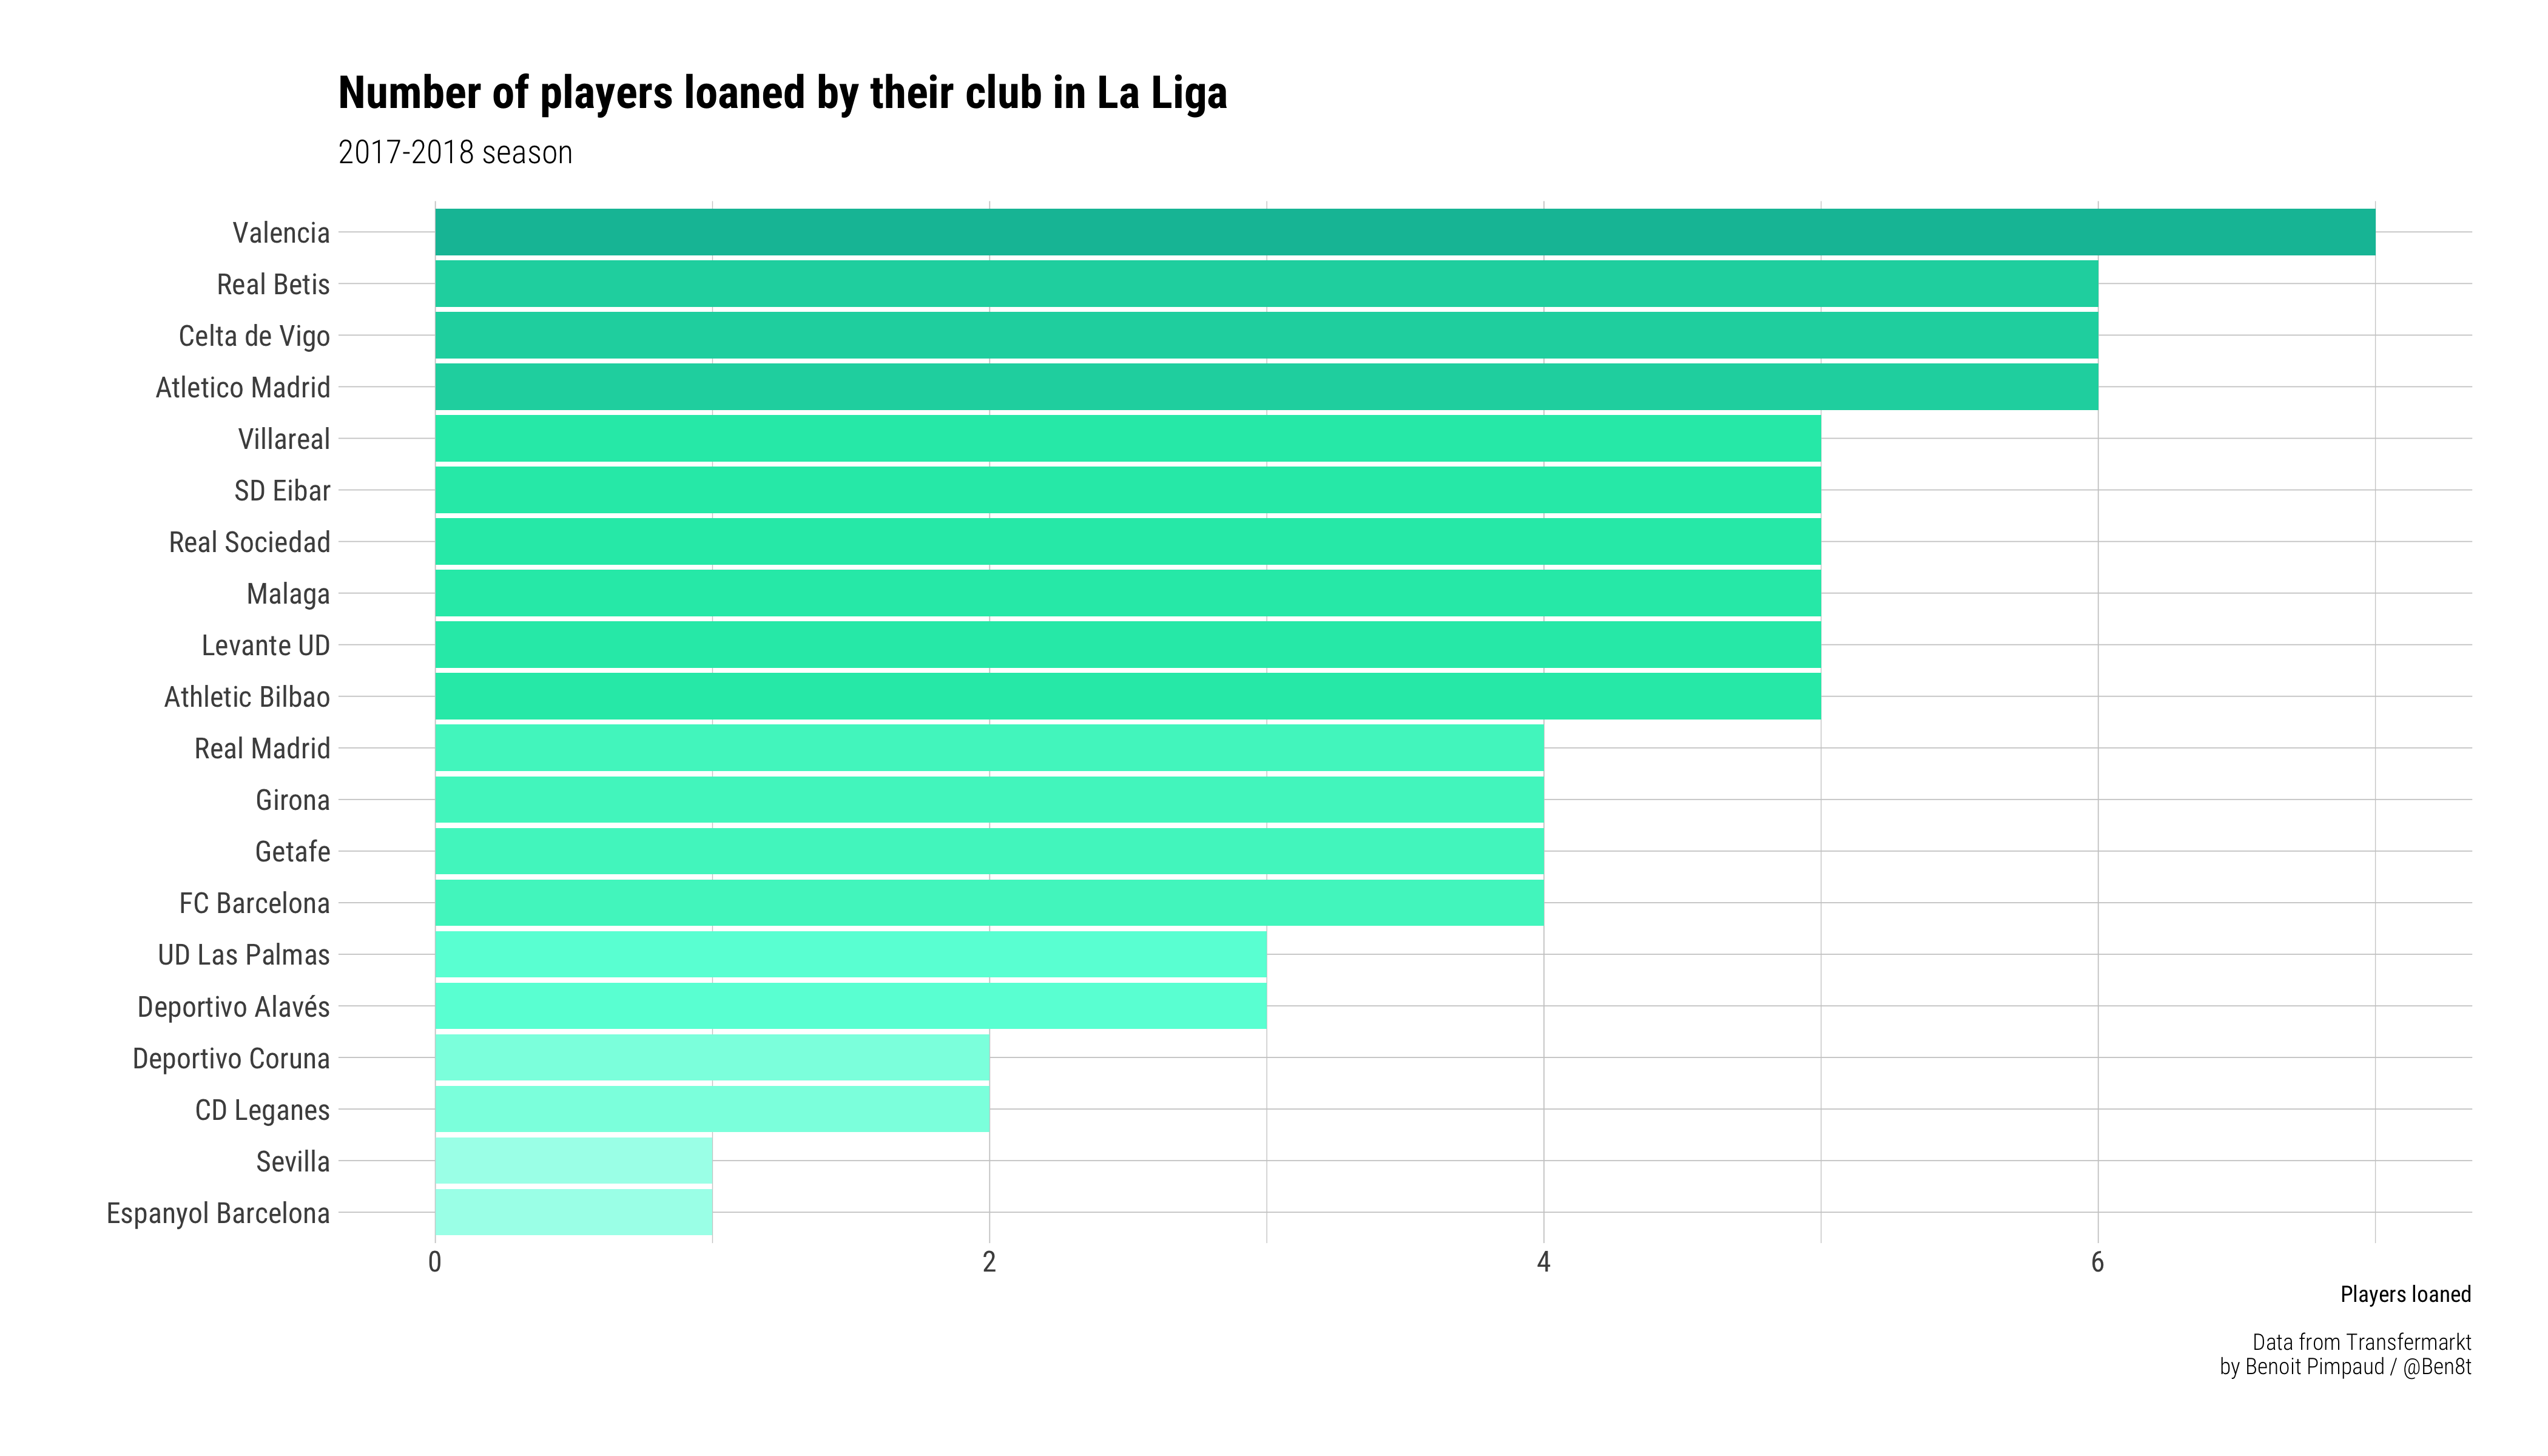 Number of players loaned by their club in La Liga
2017-2018 season
Valencia
Real Betis
Celta de Vigo
Atletico Madrid
Villareal
SD Eibar
Real Sociedad
Malaga
Levante UD
Athletic Bilbao
Real Madrid
Girona
Getafe
FC Barcelona
UD Las Palmas
Deportivo Alavés
Deportivo Coruna
CD Leganes
Sevilla
Espanyol Barcelona
0 2 4 6
Players loaned
Data from Transfermarkt
by Benoit Pimpaud / @Ben8t